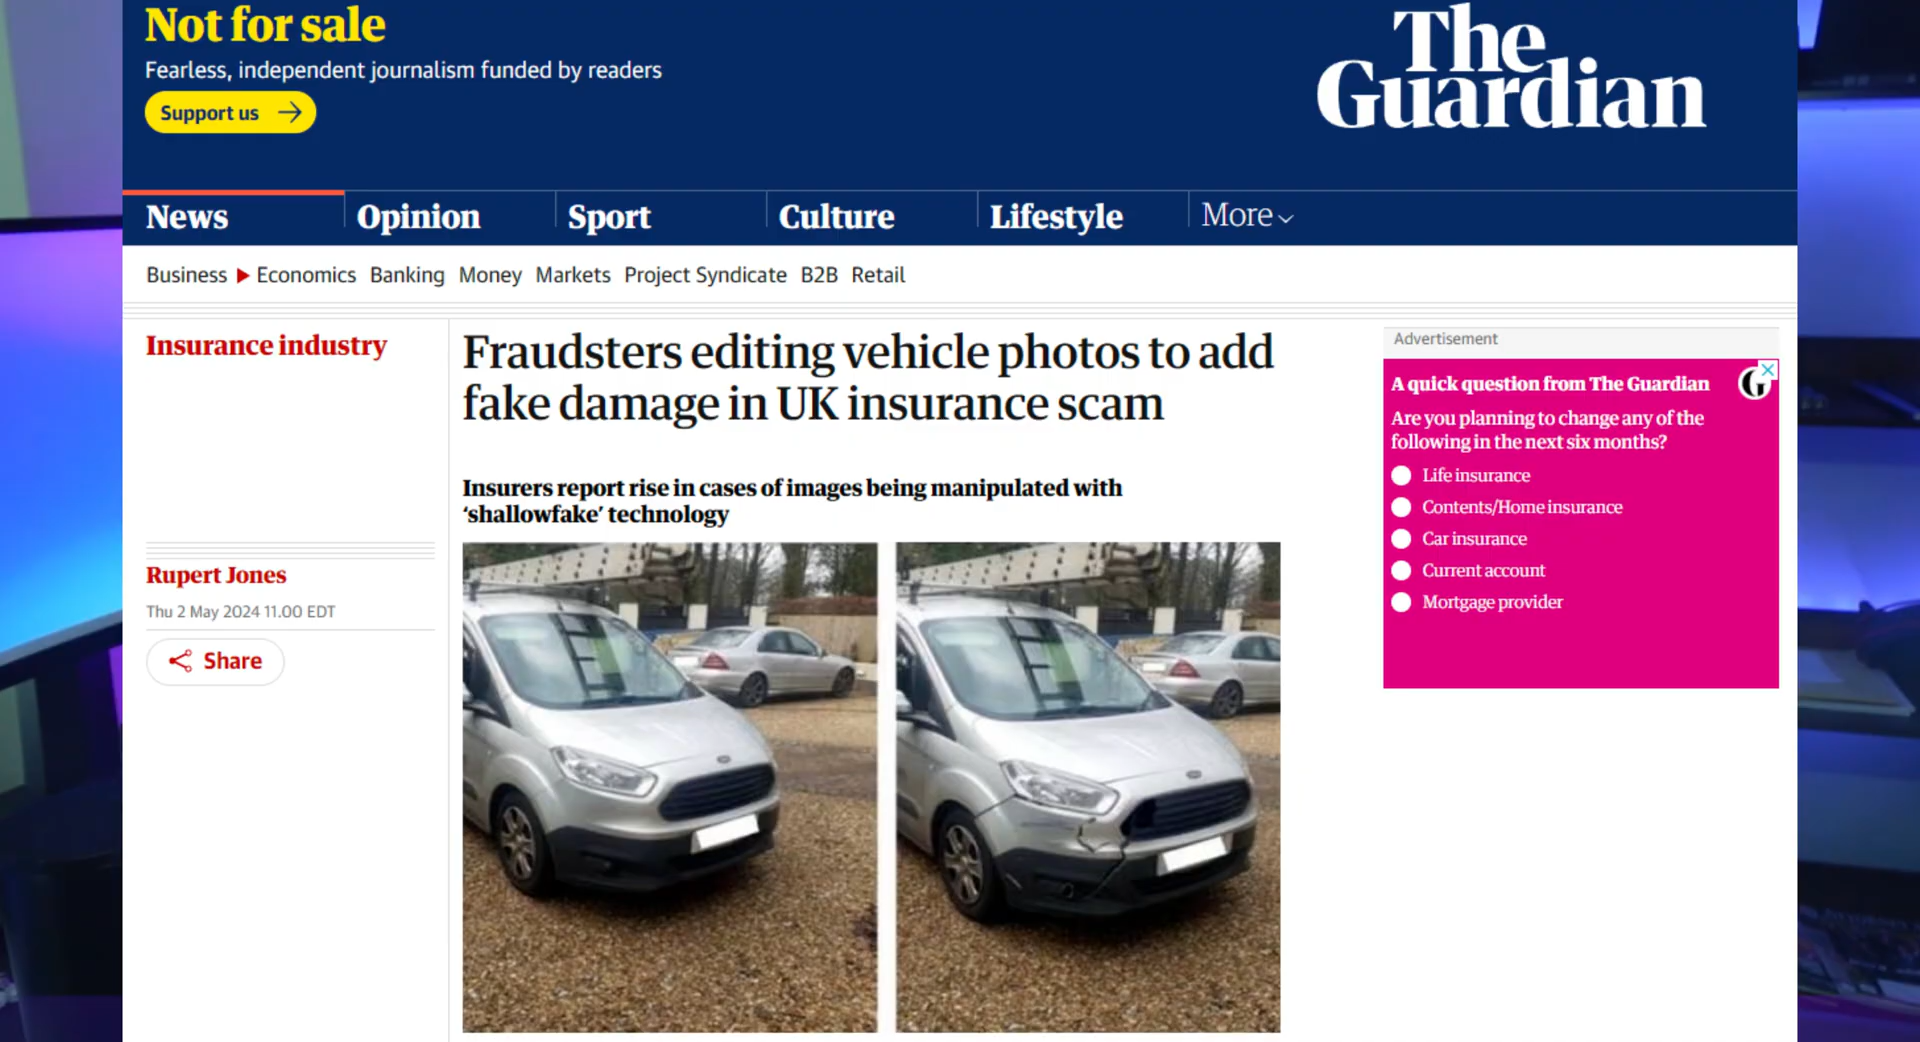 Not for sale
Fearless, independent journalism funded by readers
Support us
The
Guardian
News
Opinion
Sport
Culture
Lifestyle
More
Business
Economics
Banking
Money
Markets
Project Syndicate
B2B
Retail
Insurance industry
Fraudsters editing vehicle photos to add
fake damage in UK insurance scam
Insurers report rise in cases of images being manipulated with
‘shallowfake’ technology
Rupert Jones
Thu 2 May 2024 11.00 EDT
Share
Advertisement
A quick question from The Guardian
G
Are you planning to change any of the
following in the next six months?
Life insurance
Contents/Home insurance
Car insurance
Current account
Mortgage provider